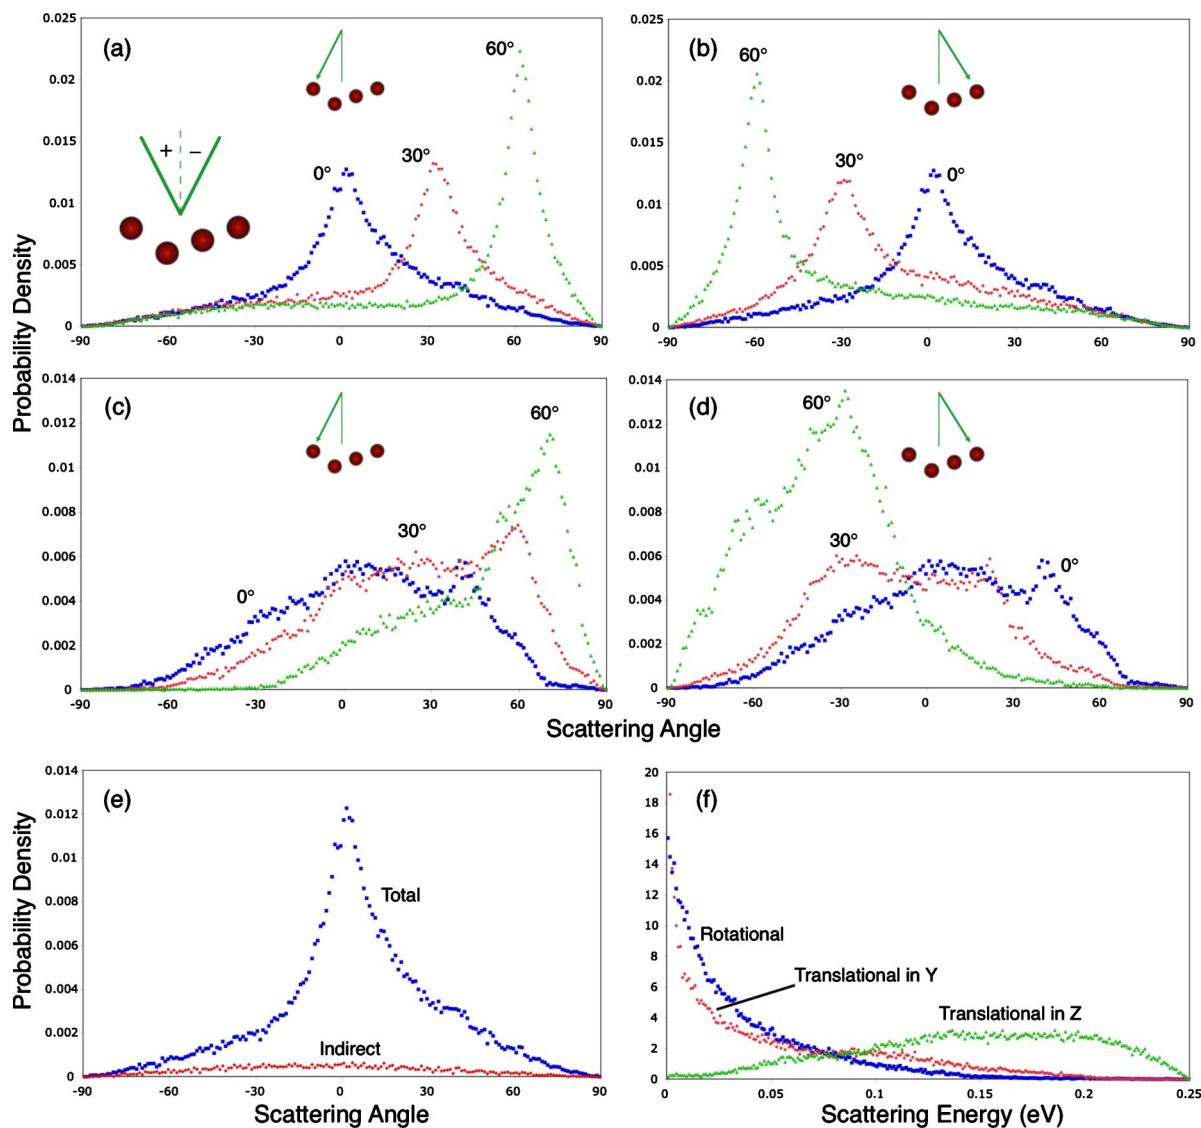 (a)
0.025
0.02
0.015
0.01
0.005
0
-90 -60 -30 0 30 60 90
+ −
0°
30°
60°
(b)
0.025
0.02
0.015
0.01
0.005
0
-90 -60 -30 0 30 60 90
60°
30°
0°
Probability Density
(c)
0.014
0.012
0.01
0.008
0.006
0.004
0.002
0
-90 -60 -30 0 30 60 90
0°
30°
60°
(d)
0.014
0.012
0.01
0.008
0.006
0.004
0.002
0
-90 -60 -30 0 30 60 90
60°
30°
0°
Scattering Angle
(e)
Probability Density
0.014
0.012
0.01
0.008
0.006
0.004
0.002
0
-90 -60 -30 0 30 60 90
Total
Indirect
Scattering Angle
(f)
20
18
16
14
12
10
8
6
4
2
0
0 0.05 0.1 0.15 0.2 0.25
Rotational
Translational in Y
Translational in Z
Scattering Energy (eV)